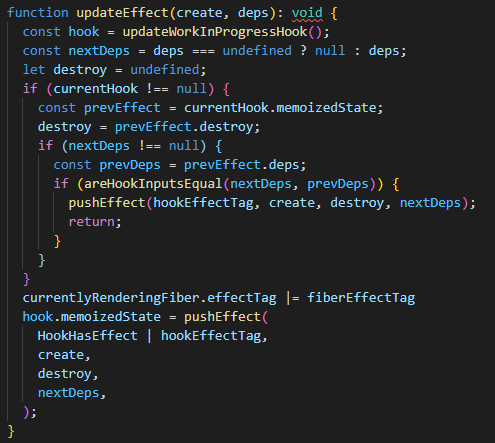 function updateEffect(create, deps): void {
  const hook = updateWorkInProgressHook();
  const nextDeps = deps === undefined ? null : deps;
  let destroy = undefined;
  if (currentHook !== null) {
    const prevEffect = currentHook.memoizedState;
    destroy = prevEffect.destroy;
    if (nextDeps !== null) {
      const prevDeps = prevEffect.deps;
      if (areHookInputsEqual(nextDeps, prevDeps)) {
        pushEffect(hookEffectTag, create, destroy, nextDeps);
        return;
      }
    }
  }
  currentlyRenderingFiber.effectTag |= fiberEffectTag
  hook.memoizedState = pushEffect(
    HookHasEffect | hookEffectTag,
    create,
    destroy,
    nextDeps,
  );
}